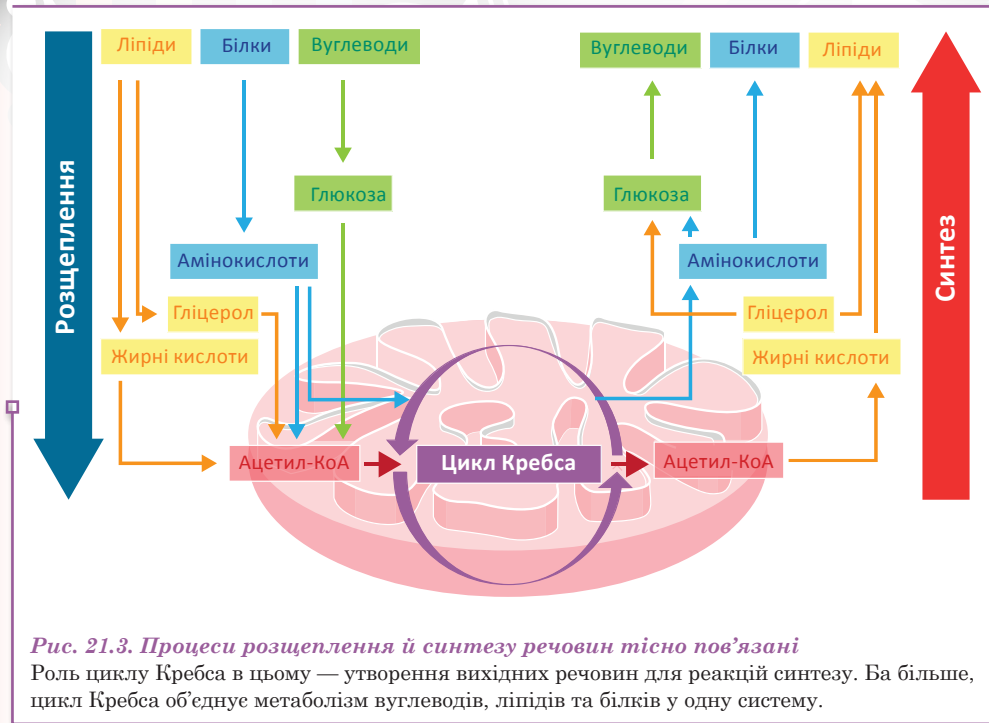 Розщеплення
Ліпіди
Білки
Вуглеводи
Глюкоза
Амінокислоти
Гліцерол
Жирні кислоти
Ацетил-КоА
Цикл Кребса
Ацетил-КоА
Вуглеводи
Білки
Ліпіди
Глюкоза
Амінокислоти
Гліцерол
Жирні кислоти
Синтез
Рис. 21.3. Процеси розщеплення й синтезу речовин тісно пов’язані
Роль циклу Кребса в цьому — утворення вихідних речовин для реакцій синтезу. Ба більше,
цикл Кребса об’єднує метаболізм вуглеводів, ліпідів та білків у одну систему.